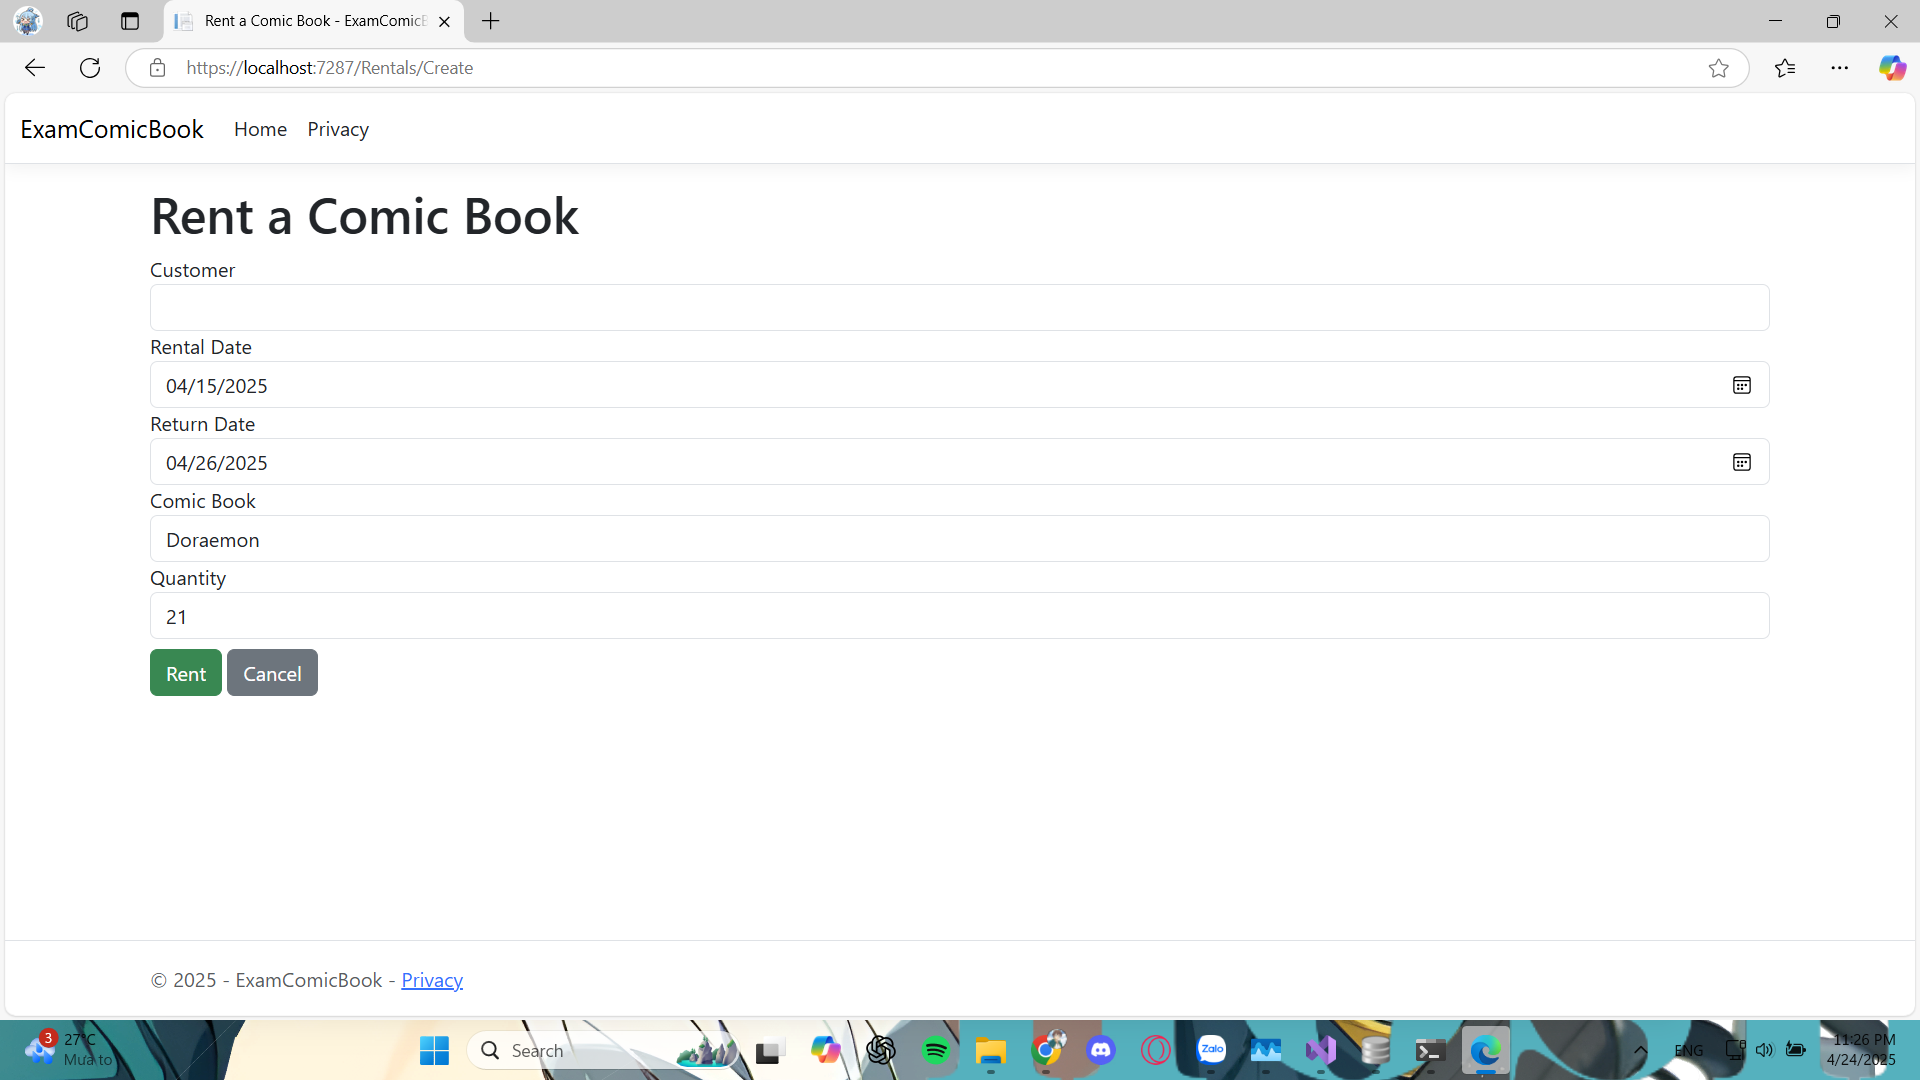 Rent a Comic Book - ExamComicB
https://localhost:7287/Rentals/Create
ExamComicBook Home Privacy
Rent a Comic Book
Customer
Rental Date
04/15/2025
Return Date
04/26/2025
Comic Book
Doraemon
Quantity
21
Rent Cancel
© 2025 - ExamComicBook - Privacy
3
27°C
Mưa to
Search
Zalo
ENG
11:26 PM
4/24/2025